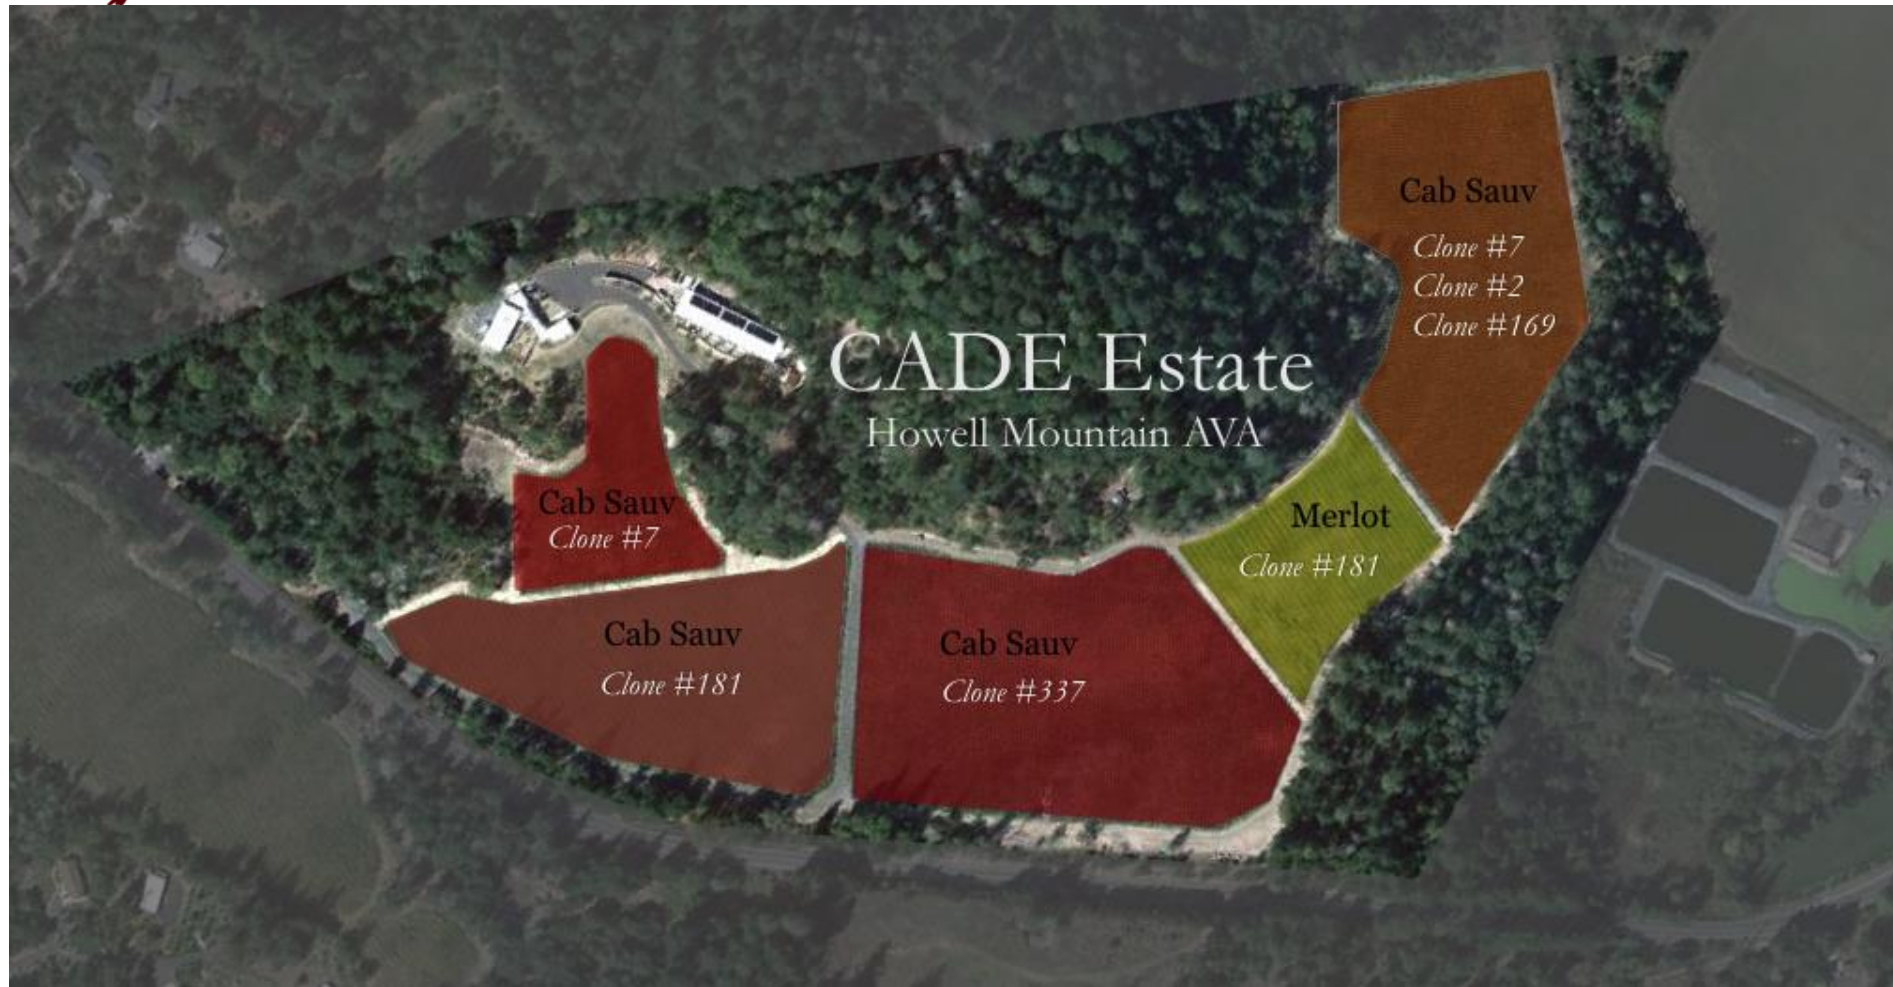 CADE Estate
Howell Mountain AVA
Cab Sauv
Clone #7
Clone #2
Clone #169
Merlot
Clone #181
Cab Sauv
Clone #7
Cab Sauv
Clone #181
Cab Sauv
Clone #337